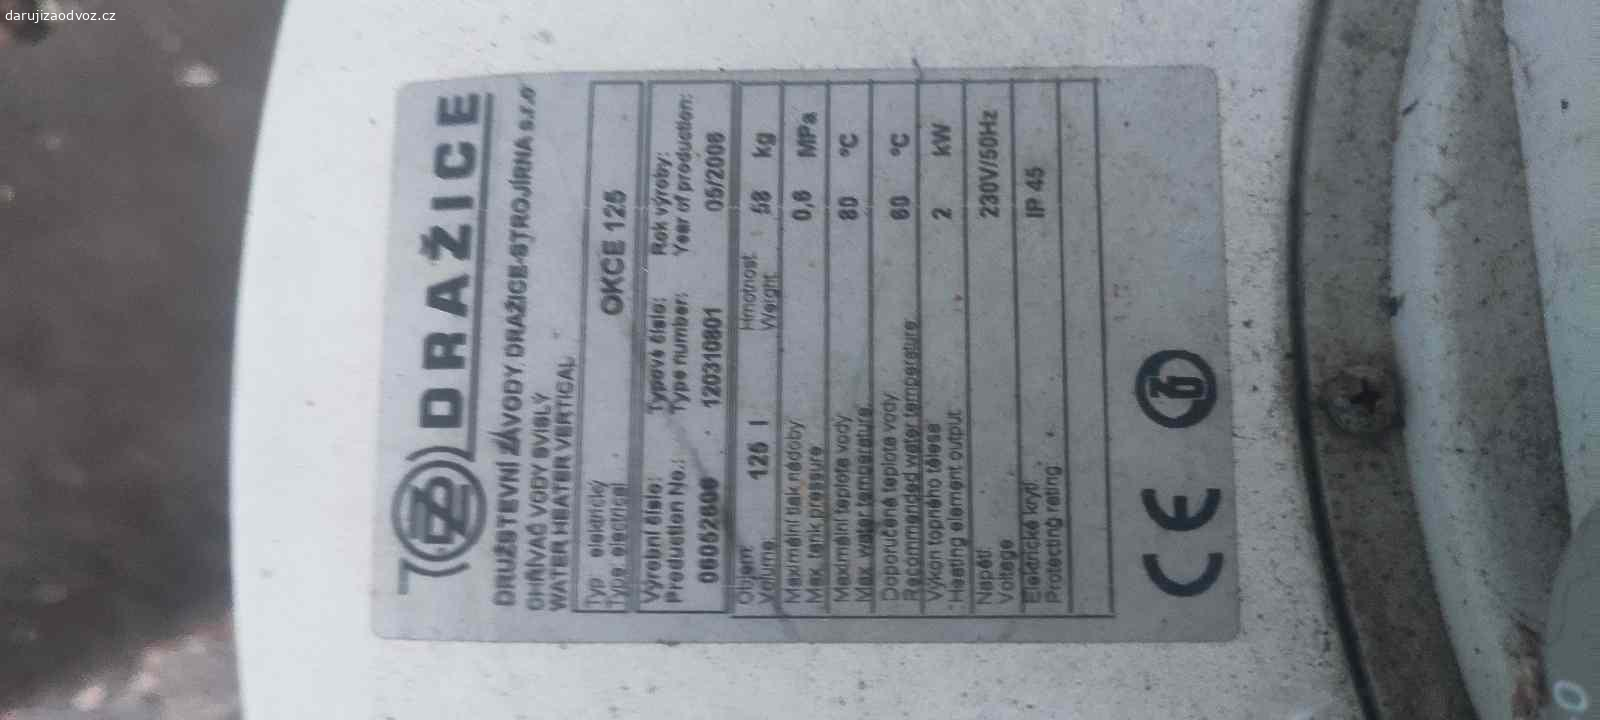 darujizaodvoz.cz
DZ DRAŽICE
DRUŽSTEVNÍ ZÁVODY DRAŽICE-STROJÍRNA s.r.o
OHŘÍVAČ VODY SVISLÝ
WATER HEATER VERTICAL
Typ elektrický
Type electrical
OKCE 125
Výrobní číslo: Typové číslo: Rok výroby:
Production No.: Type number: Year of production:
120310801 05/2006
Objem Hmotnost
Volume 125 l Weight 58 kg
Maximální tlak nádoby
Max. tank pressure 0,6 MPa
Maximální teplota vody
Max. water temperature 80 ºC
Doporučená teplota vody
Recommended water temperature 60 ºC
Výkon topného tělesa
Heating element output 2 kW
Napětí
Voltage 230V/50Hz
Elektrické krytí
Protecting rating IP 45
CE